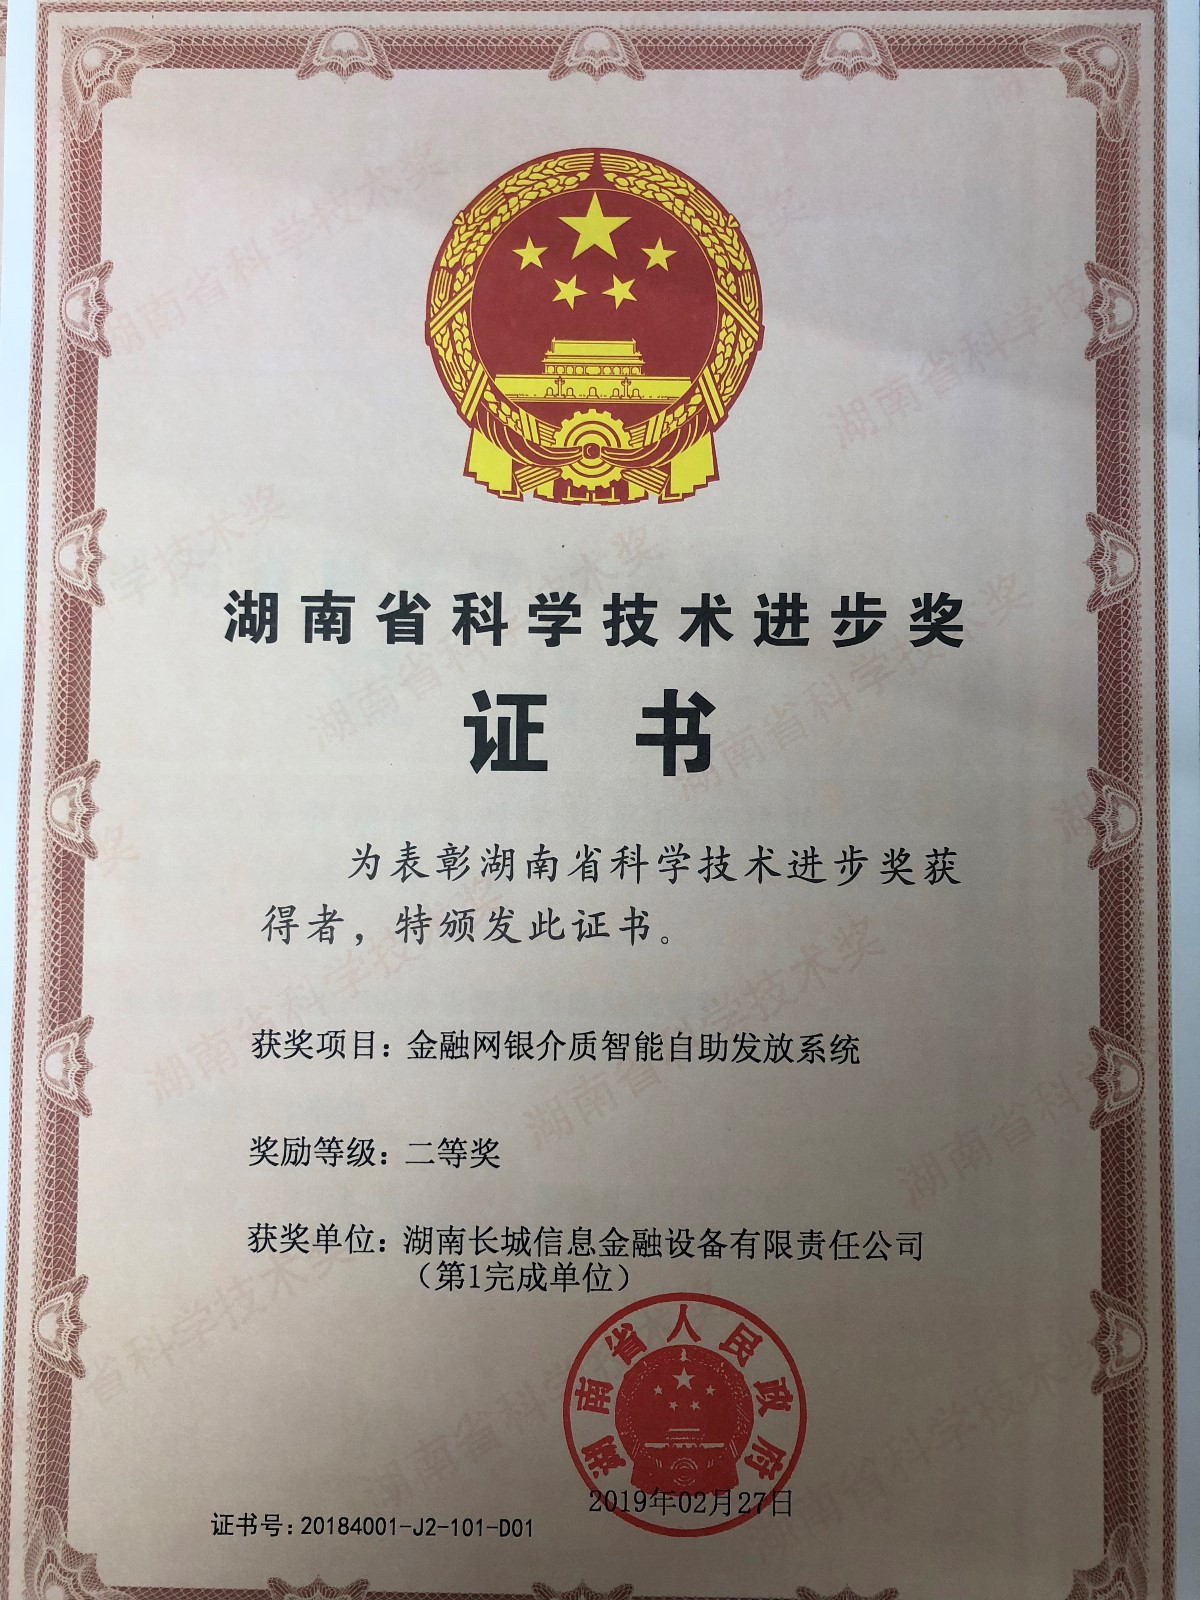 湖南省科学技术进步奖
证书
为表彰湖南省科学技术进步奖获
得者，特颁发此证书。
获奖项目：金融网银介质智能自助发放系统
奖励等级：二等奖
获奖单位：湖南长城信息金融设备有限责任公司
（第1完成单位）
湖南省人民政府
2019年02月27日
证书号：20184001-J2-101-D01